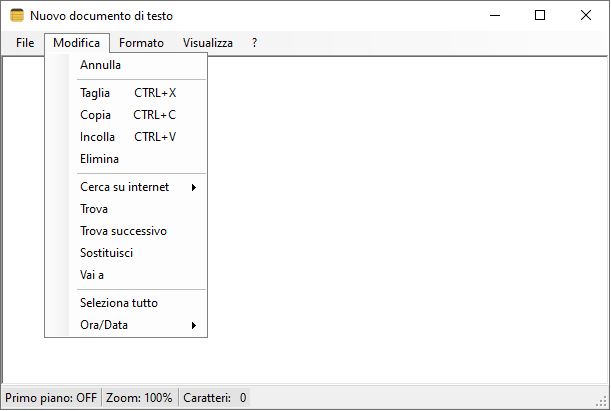 Nuovo documento di testo
File Modifica Formato Visualizza ?
Annulla
Taglia CTRL+X
Copia CTRL+C
Incolla CTRL+V
Elimina
Cerca su internet
Trova
Trova successivo
Sostituisci
Vai a
Seleziona tutto
Ora/Data
Primo piano: OFF Zoom: 100% Caratteri: 0